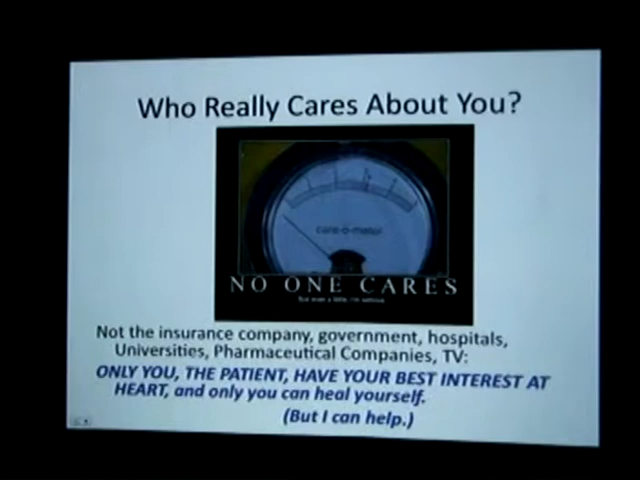 Who Really Cares About You?
care-o-meter
NO ONE CARES
Not the insurance company, government, hospitals,
Universities, Pharmaceutical Companies, TV:
ONLY YOU, THE PATIENT, HAVE YOUR BEST INTEREST AT
HEART, and only you can heal yourself.
(But I can help.)